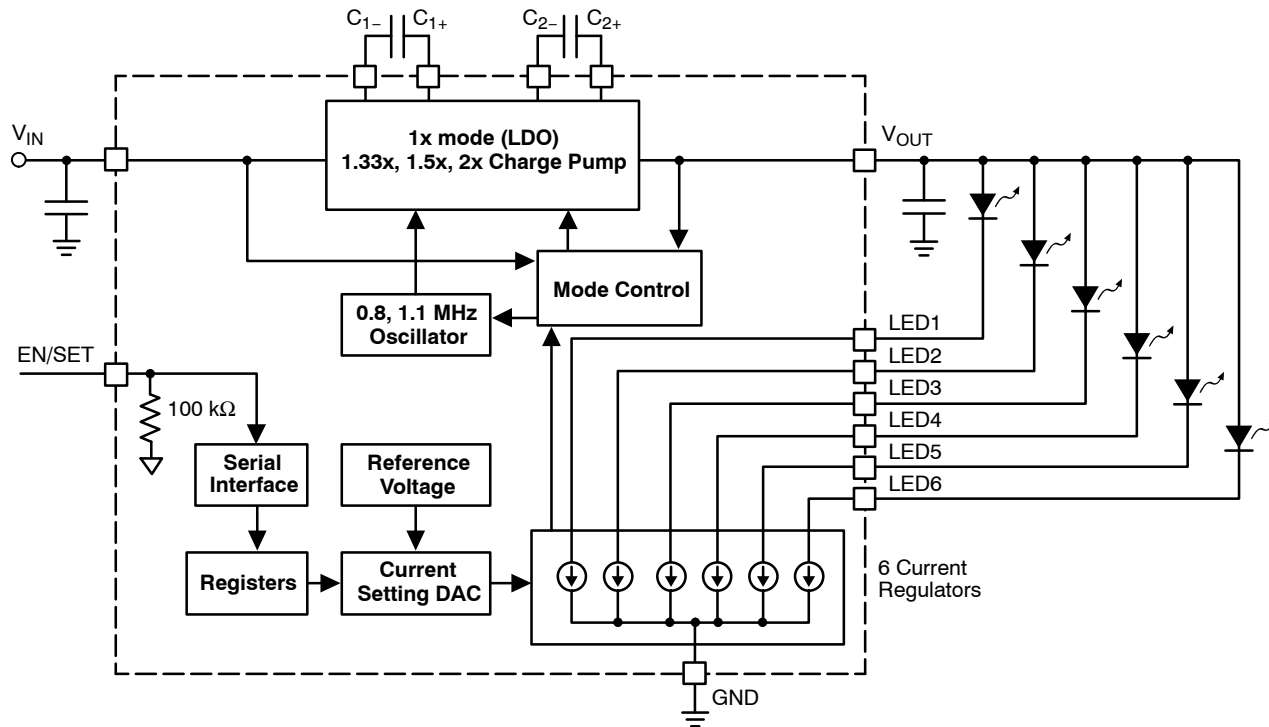 C1– C1+ C2– C2+
VIN
1x mode (LDO)
1.33x, 1.5x, 2x Charge Pump
VOUT
Mode Control
0.8, 1.1 MHz
Oscillator
EN/SET
100 kΩ
LED1
LED2
LED3
LED4
LED5
LED6
Serial
Interface
Reference
Voltage
Registers
Current
Setting DAC
6 Current
Regulators
GND